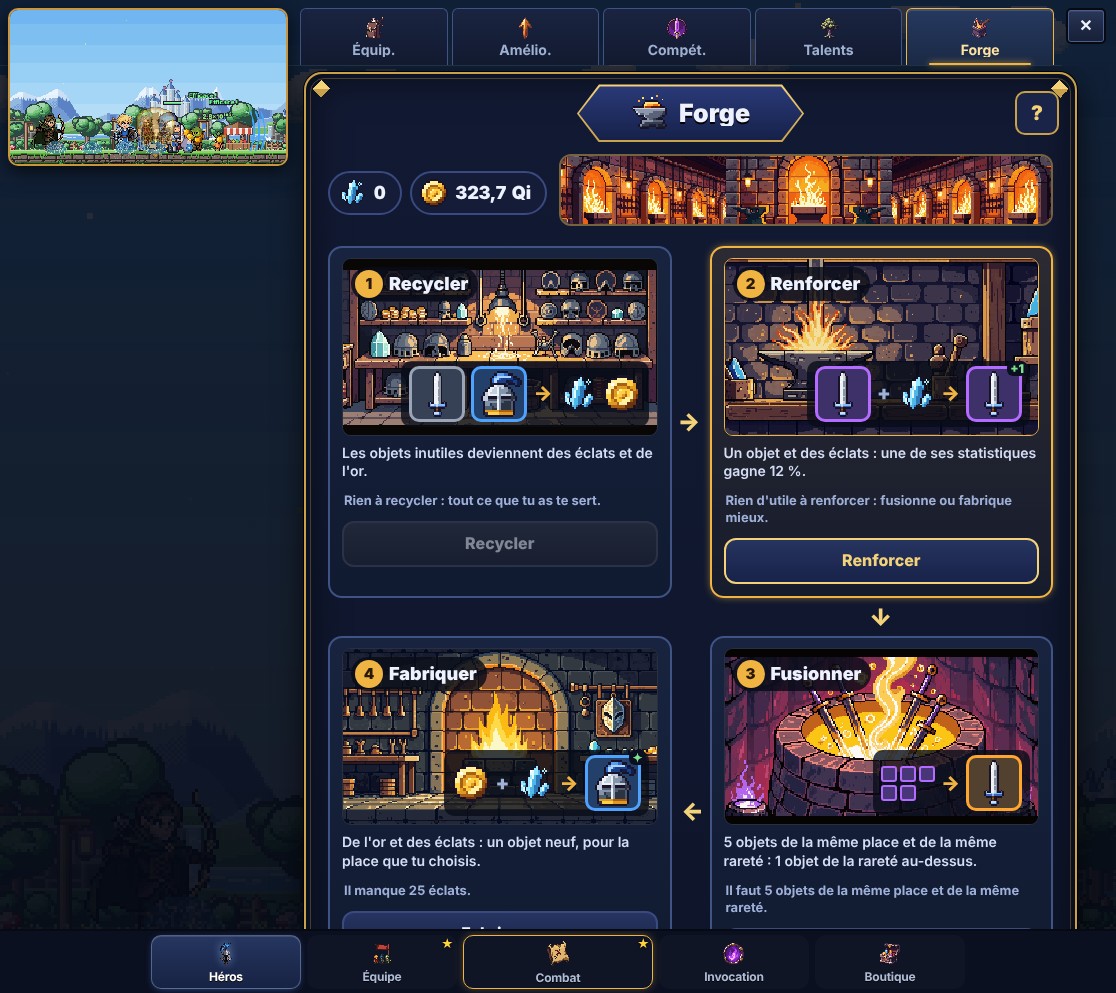 Équip.
Amélio.
Compét.
Talents
Forge
×
Forge
?
0
323,7 Qi
1 Recycler
Les objets inutiles deviennent des éclats et de
l'or.
Rien à recycler : tout ce que tu as te sert.
Recycler
2 Renforcer
+1
Un objet et des éclats : une de ses statistiques
gagne 12 %.
Rien d'utile à renforcer : fusionne ou fabrique
mieux.
Renforcer
4 Fabriquer
De l'or et des éclats : un objet neuf, pour la
place que tu choisis.
Il manque 25 éclats.
3 Fusionner
5 objets de la même place et de la même
rareté : 1 objet de la rareté au-dessus.
Il faut 5 objets de la même place et de la même
rareté.
Héros
Équipe
Combat
Invocation
Boutique